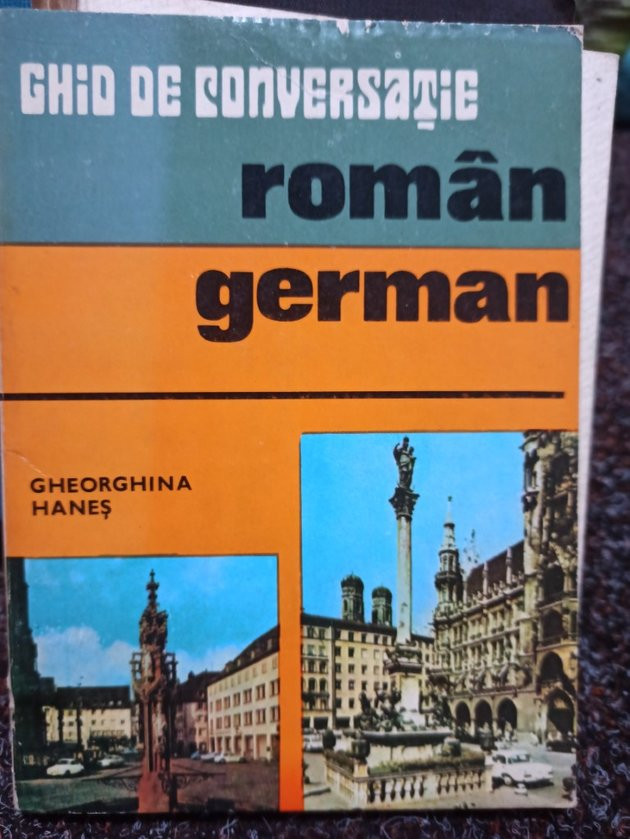 GHID DE CONVERSAȚIE
român
german
GHEORGHINA
HANEȘ